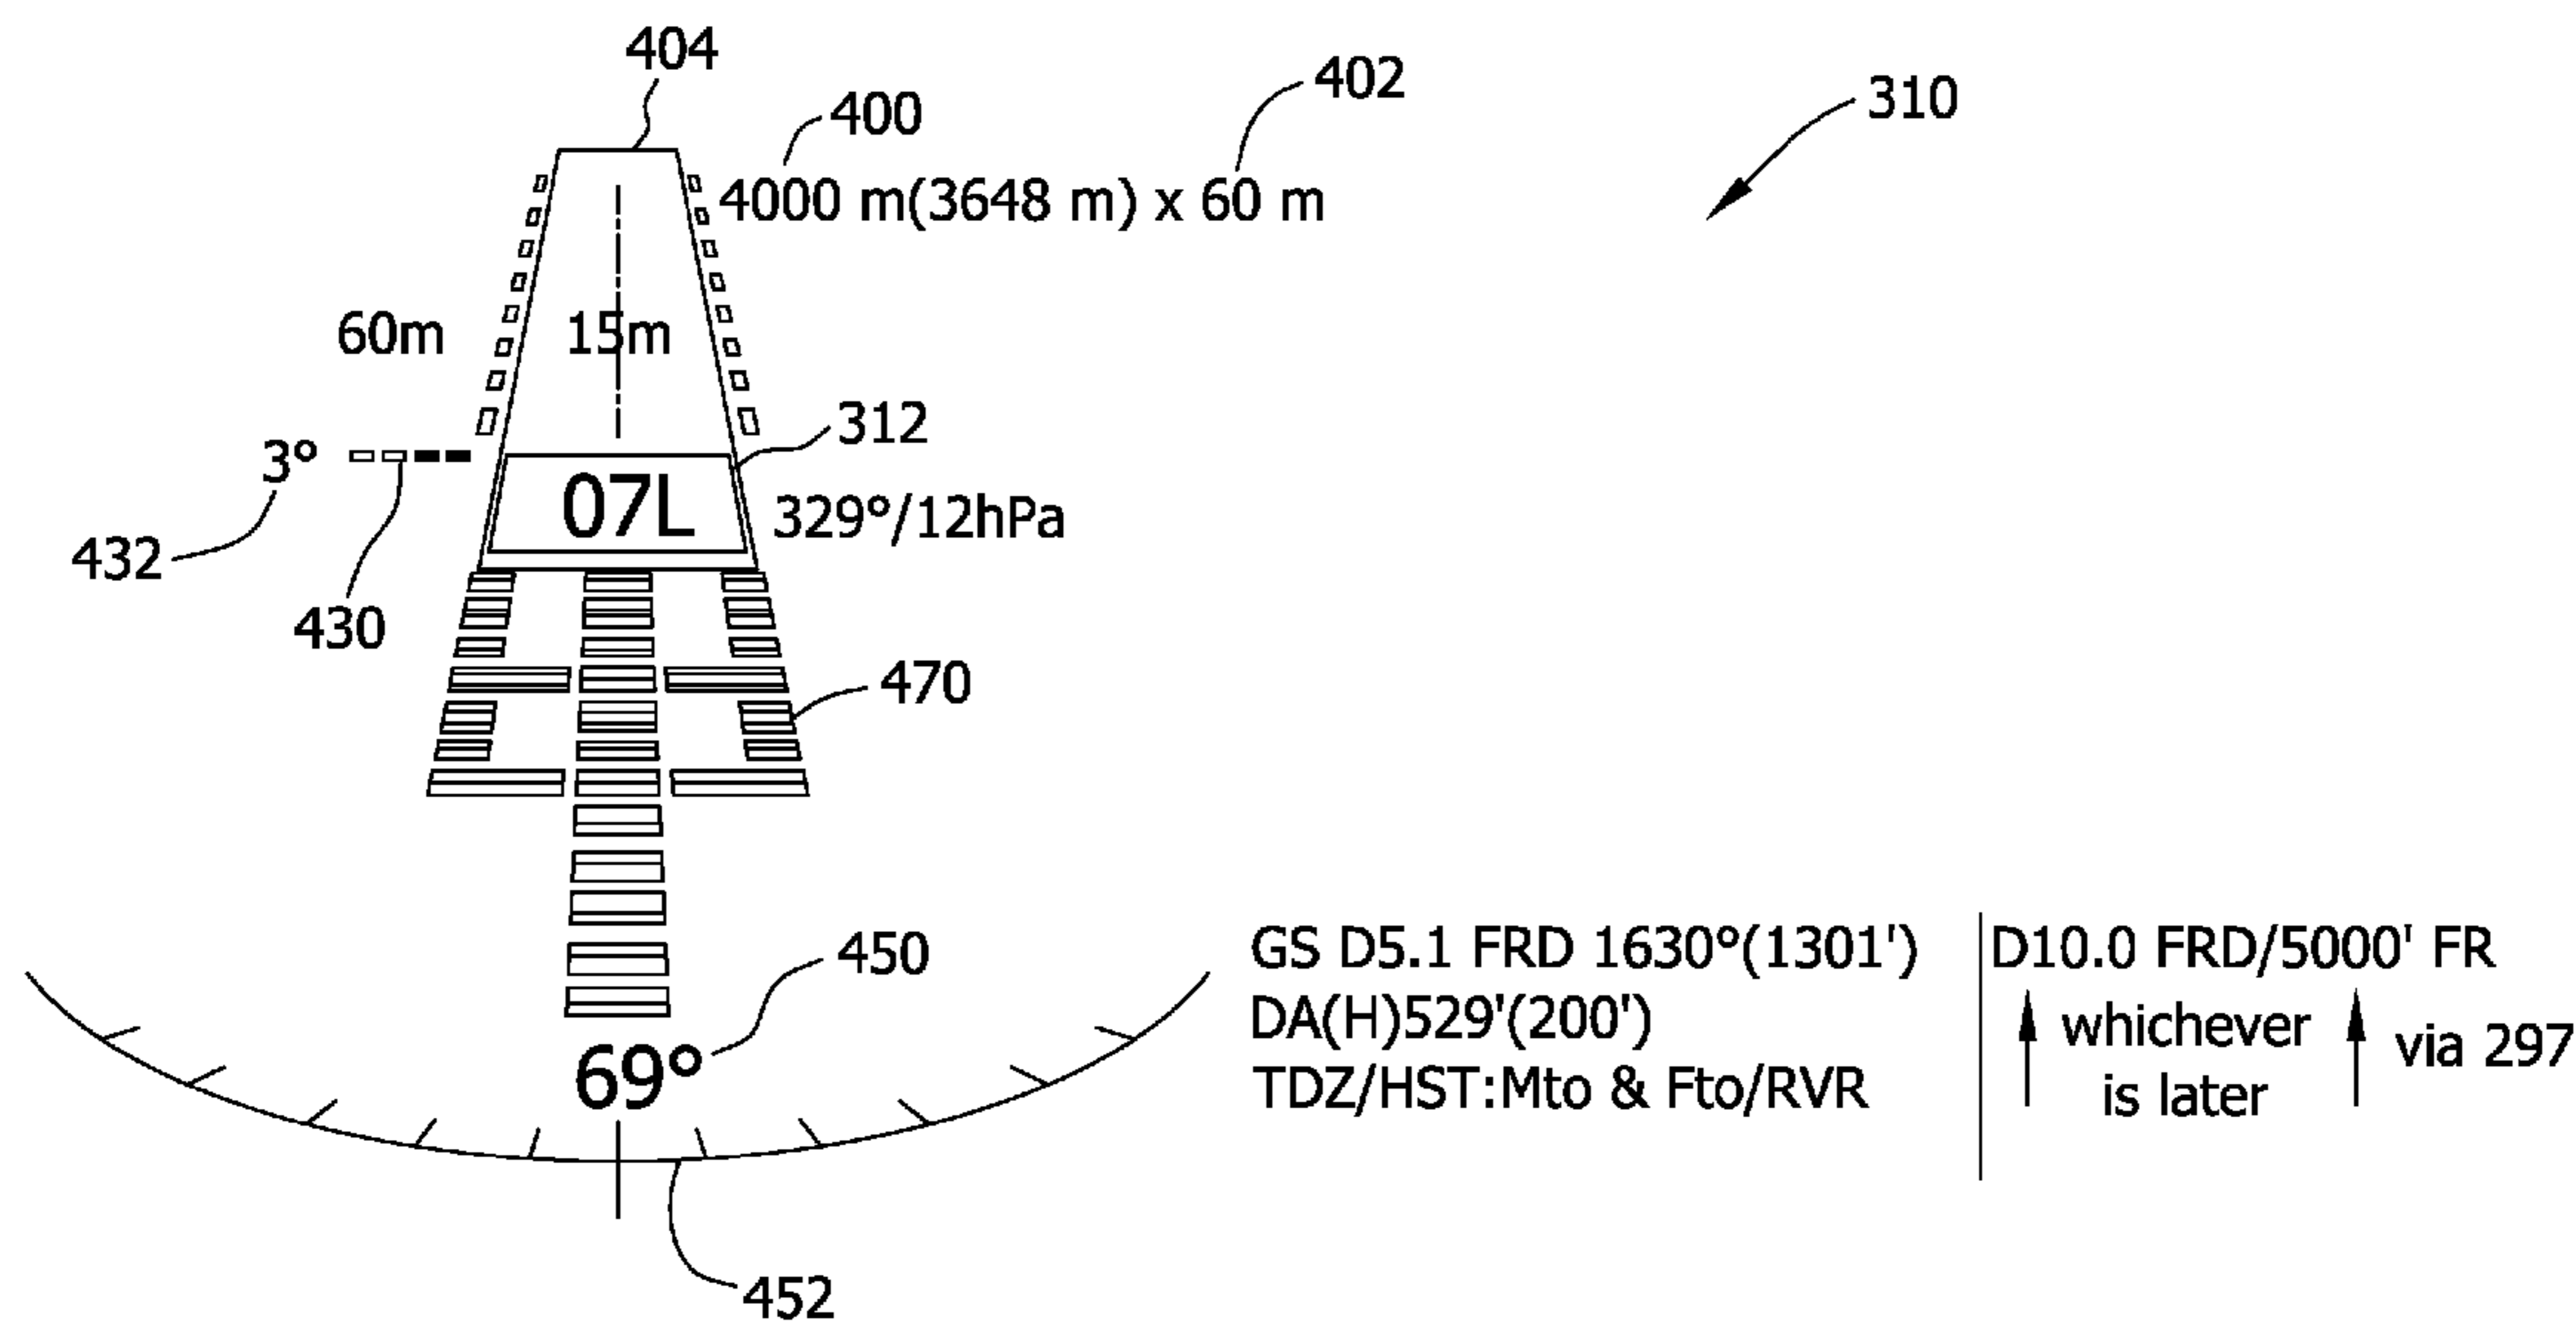 404
402
400
310
4000 m(3648 m) x 60 m
60m
15m
312
3°
07L
329°/12hPa
432
430
470
450
GS D5.1 FRD 1630°(1301')
DA(H)529'(200')
TDZ/HST:Mto & Fto/RVR
D10.0 FRD/5000' FR
whichever
is later
via 297
69°
452